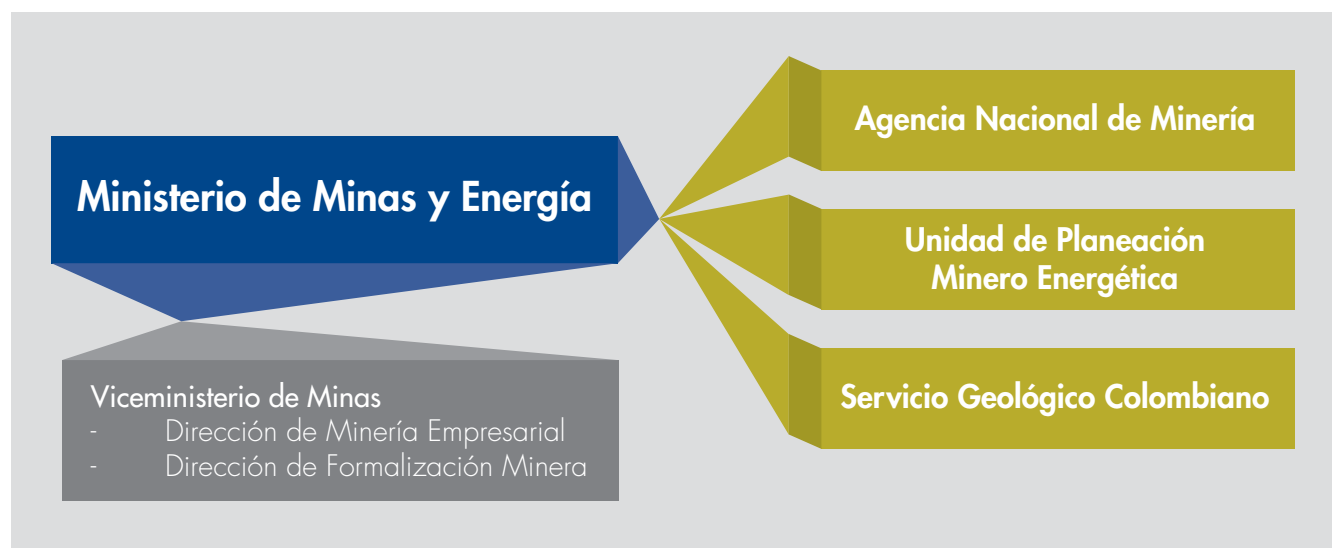 Ministerio de Minas y Energía
Viceministerio de Minas
- Dirección de Minería Empresarial
- Dirección de Formalización Minera
Agencia Nacional de Minería
Unidad de Planeación
Minero Energética
Servicio Geológico Colombiano